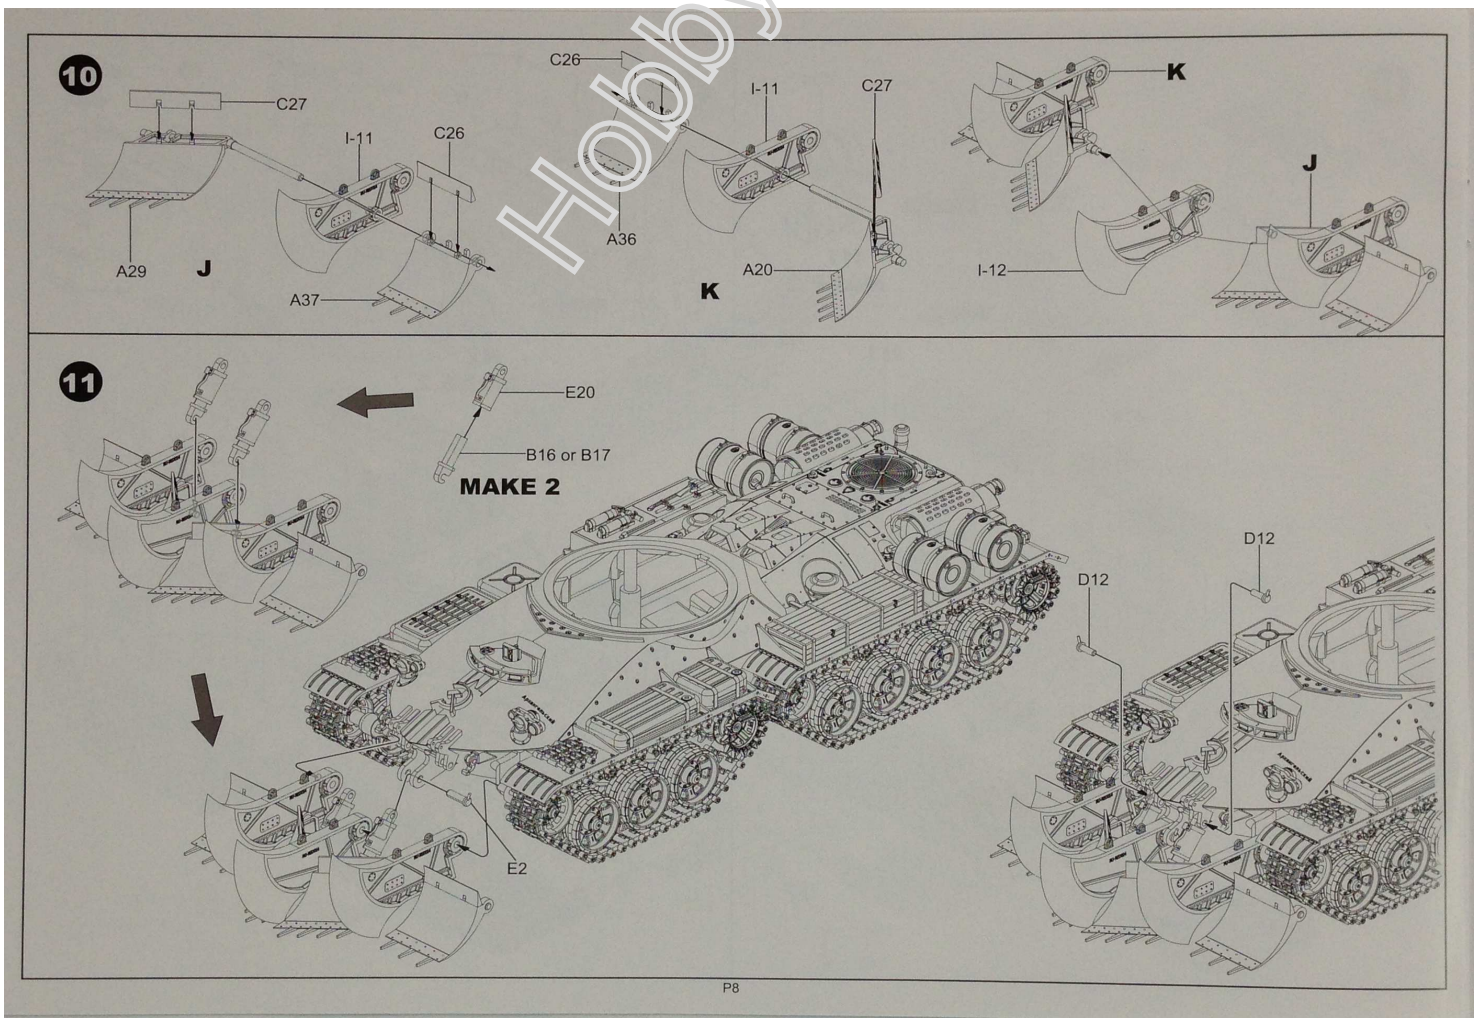 10
C27
I-11
C26
A29
J
A37
C26
I-11
C27
A36
A20
K
K
J
I-12
11
E20
B16 or B17
MAKE 2
D12
D12
E2
P8
Hobby